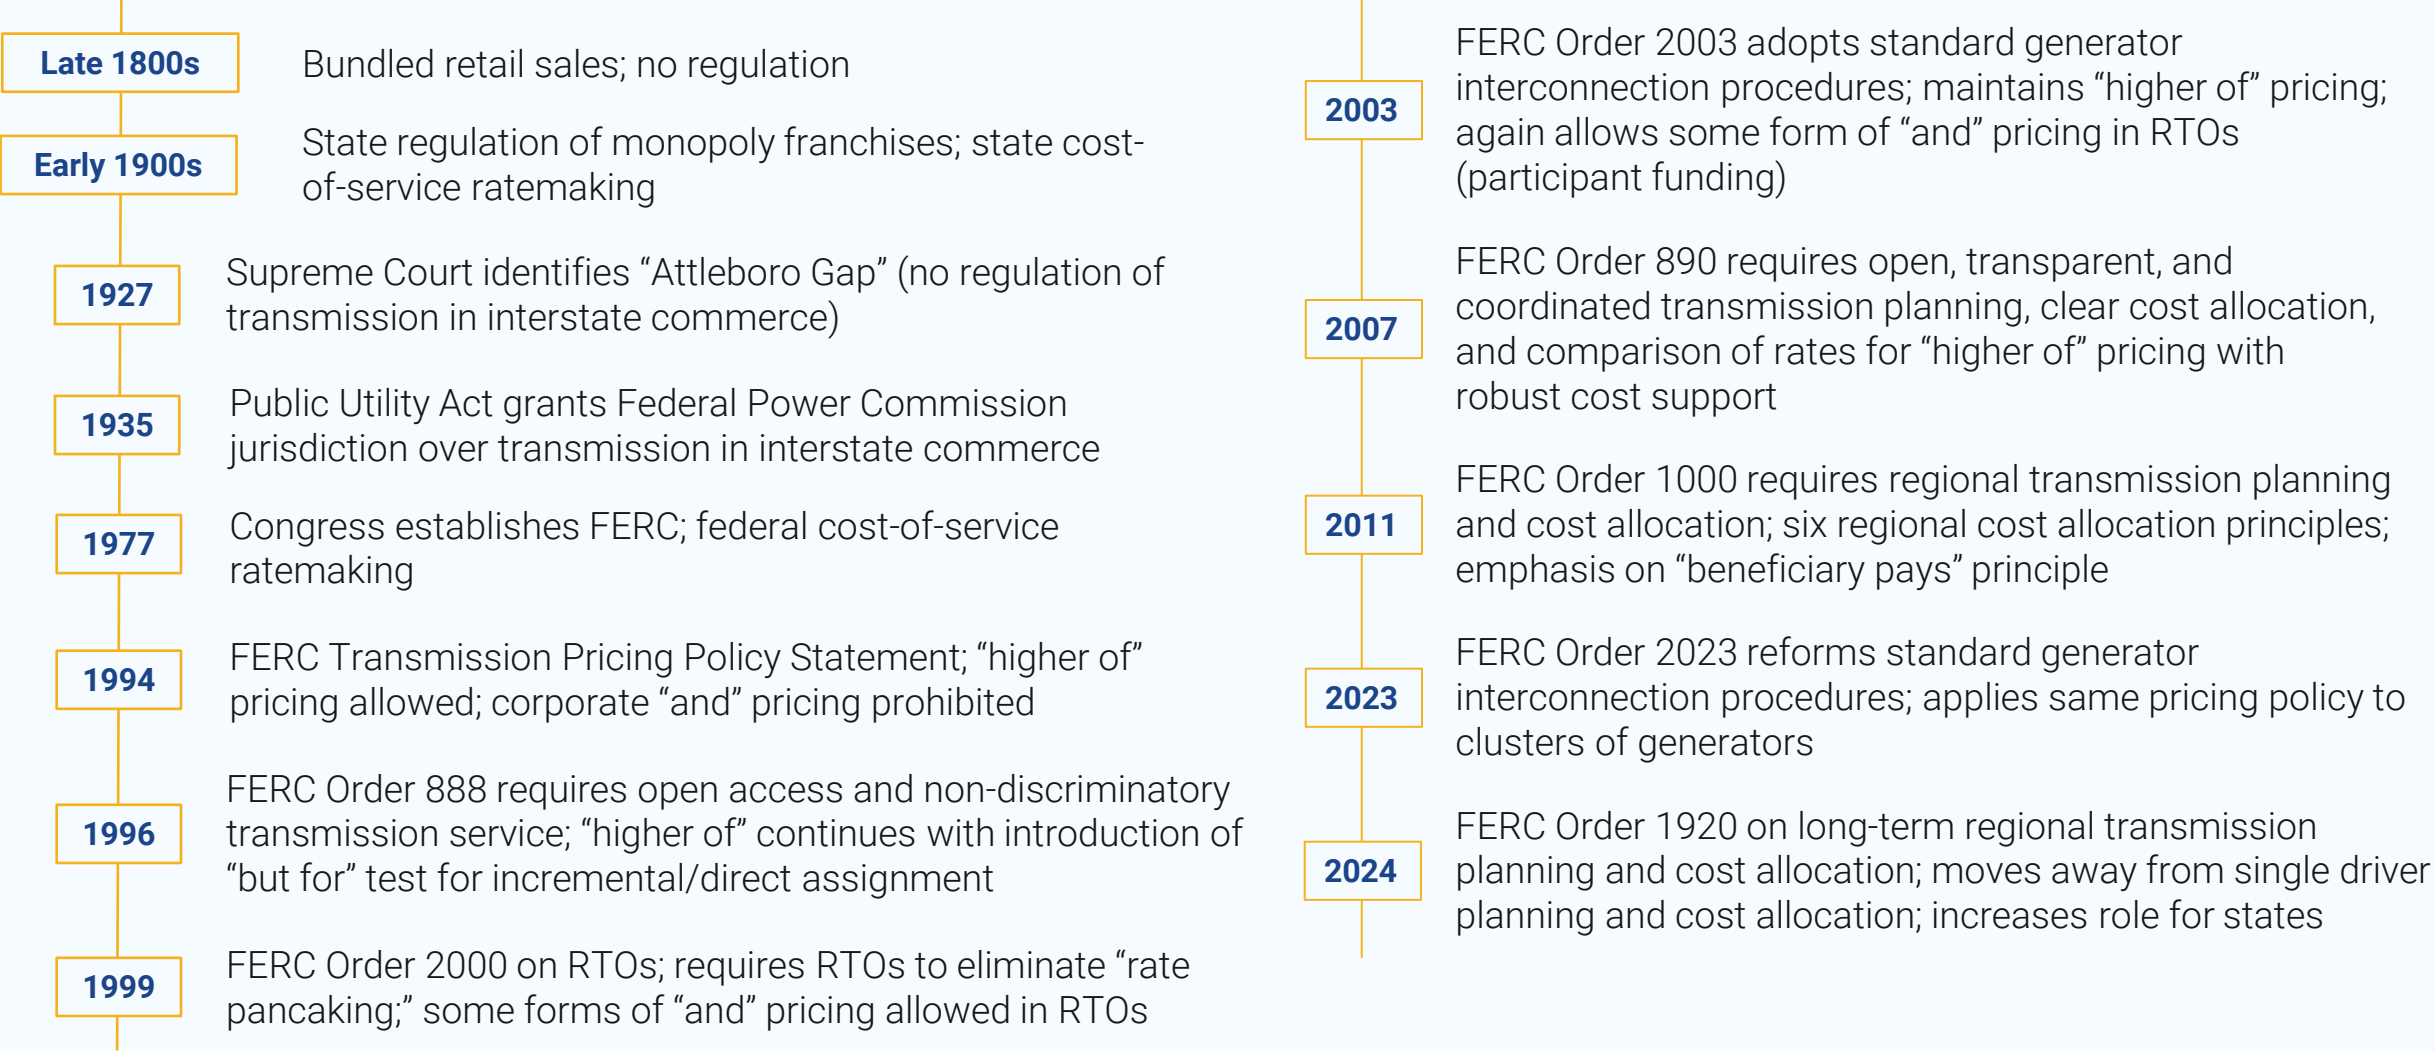 Late 1800s
Bundled retail sales; no regulation
Early 1900s
State regulation of monopoly franchises; state cost-
of-service ratemaking
1927
Supreme Court identifies “Attleboro Gap” (no regulation of
transmission in interstate commerce)
1935
Public Utility Act grants Federal Power Commission
jurisdiction over transmission in interstate commerce
1977
Congress establishes FERC; federal cost-of-service
ratemaking
1994
FERC Transmission Pricing Policy Statement; “higher of”
pricing allowed; corporate “and” pricing prohibited
1996
FERC Order 888 requires open access and non-discriminatory
transmission service; “higher of” continues with introduction of
“but for” test for incremental/direct assignment
1999
FERC Order 2000 on RTOs; requires RTOs to eliminate “rate
pancaking;” some forms of “and” pricing allowed in RTOs
2003
FERC Order 2003 adopts standard generator
interconnection procedures; maintains “higher of” pricing;
again allows some form of “and” pricing in RTOs
(participant funding)
2007
FERC Order 890 requires open, transparent, and
coordinated transmission planning, clear cost allocation,
and comparison of rates for “higher of” pricing with
robust cost support
2011
FERC Order 1000 requires regional transmission planning
and cost allocation; six regional cost allocation principles;
emphasis on “beneficiary pays” principle
2023
FERC Order 2023 reforms standard generator
interconnection procedures; applies same pricing policy to
clusters of generators
2024
FERC Order 1920 on long-term regional transmission
planning and cost allocation; moves away from single driver
planning and cost allocation; increases role for states